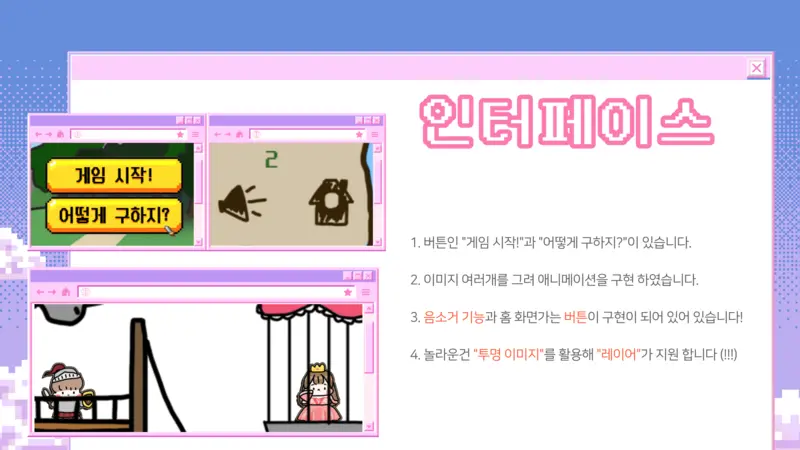 인터페이스
게임 시작!
어떻게 구하지?
2
1. 버튼인 "게임 시작!"과 "어떻게 구하지?"이 있습니다.
2. 이미지 여러개를 그려 애니메이션을 구현 하였습니다.
3. 음소거 기능과 홈 화면가는 버튼이 구현이 되어 있어 있습니다!
4. 놀라운건 "투명 이미지"를 활용해 "레이어"가 지원 합니다 (!!!)